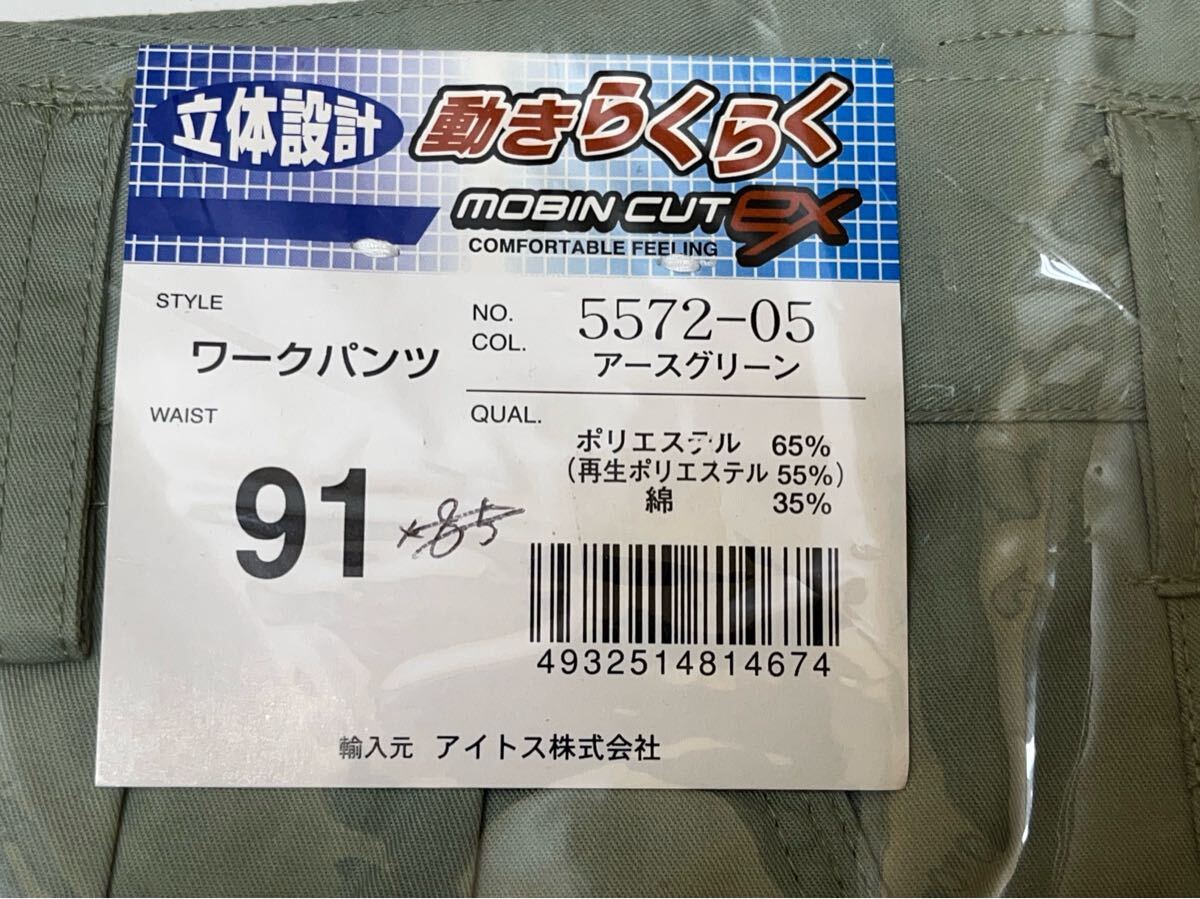 立体設計
動きらくらく
MOBIN CUT EX
COMFORTABLE FEELING
STYLE
ワークパンツ
NO. 5572-05
COL. アースグリーン
WAIST
91 *85
QUAL.
ポリエステル 65%
(再生ポリエステル 55%)
綿 35%
4932514814674
輸入元 アイトス株式会社